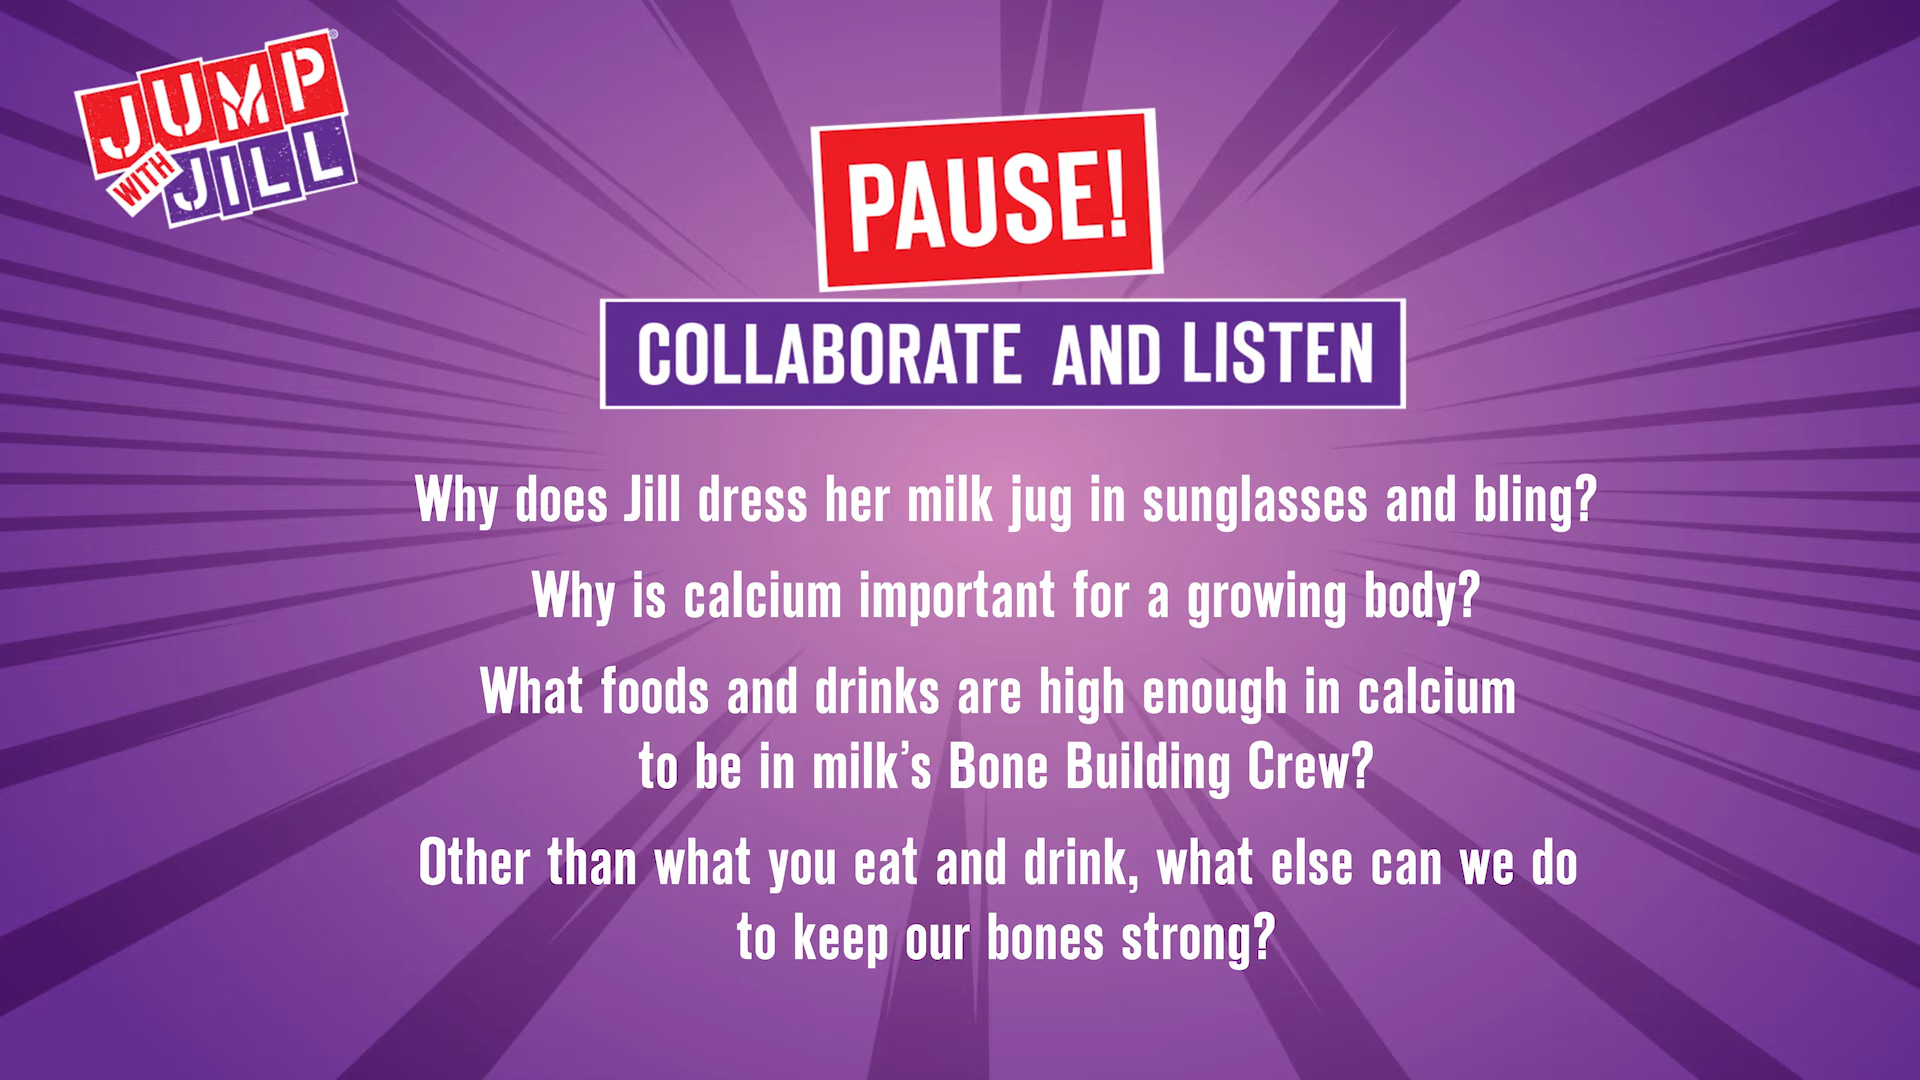 JUMP®
WITH
JILL
PAUSE!
COLLABORATE AND LISTEN
Why does Jill dress her milk jug in sunglasses and bling?
Why is calcium important for a growing body?
What foods and drinks are high enough in calcium
to be in milk’s Bone Building Crew?
Other than what you eat and drink, what else can we do
to keep our bones strong?